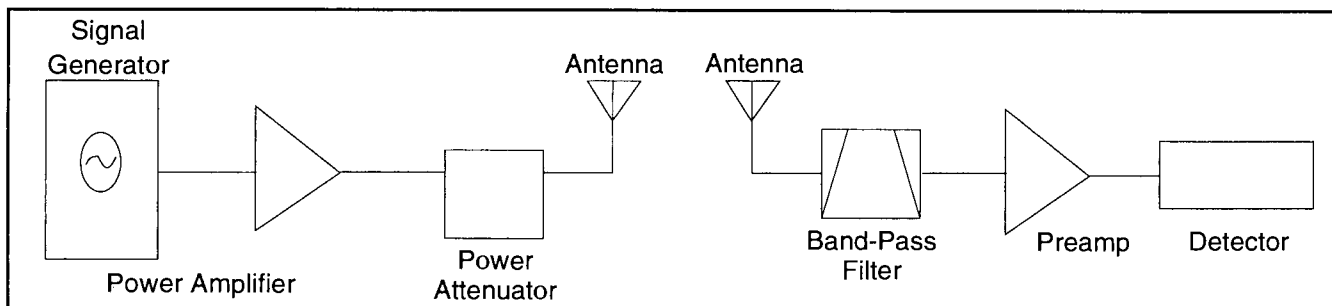 Signal
Generator
Antenna
Antenna
Power Amplifier
Power
Attenuator
Band-Pass
Filter
Preamp
Detector